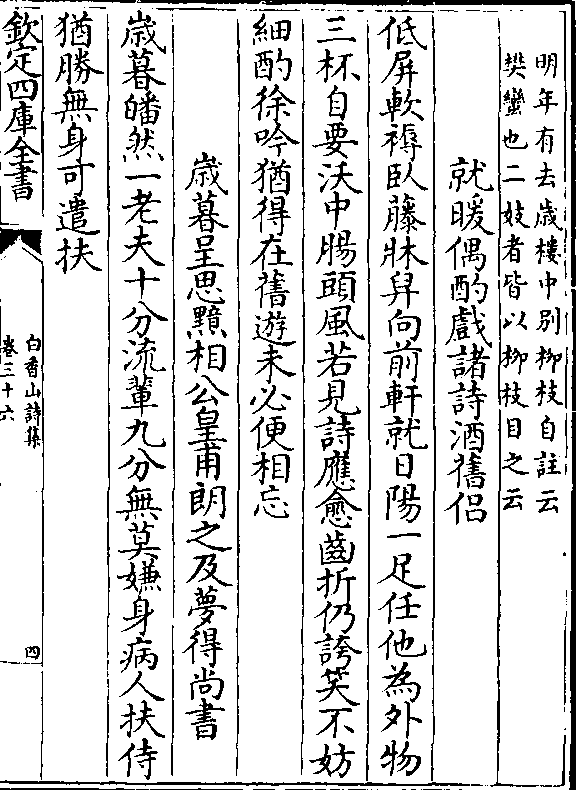 明年有去歳樓中别柳枝自註云
樊蠻也二妓者皆以柳枝目之云
就暖偶酌戲諸詩酒舊侣
低屏軟褥臥藤牀舁向前軒就日陽一足任他為外物
三杯自要沃中腸頭風若見詩應愈齒折仍誇笑不妨
細酌徐吟猶得在舊遊未必便相忘
歳暮呈思黯相公皇甫朗之及夢得尚書
歳暮皤然一老夫十分流輩九分無莫嫌身病人扶侍
猶勝無身可遣扶
欽定四庫全書
白香山詩集
卷三十六
四